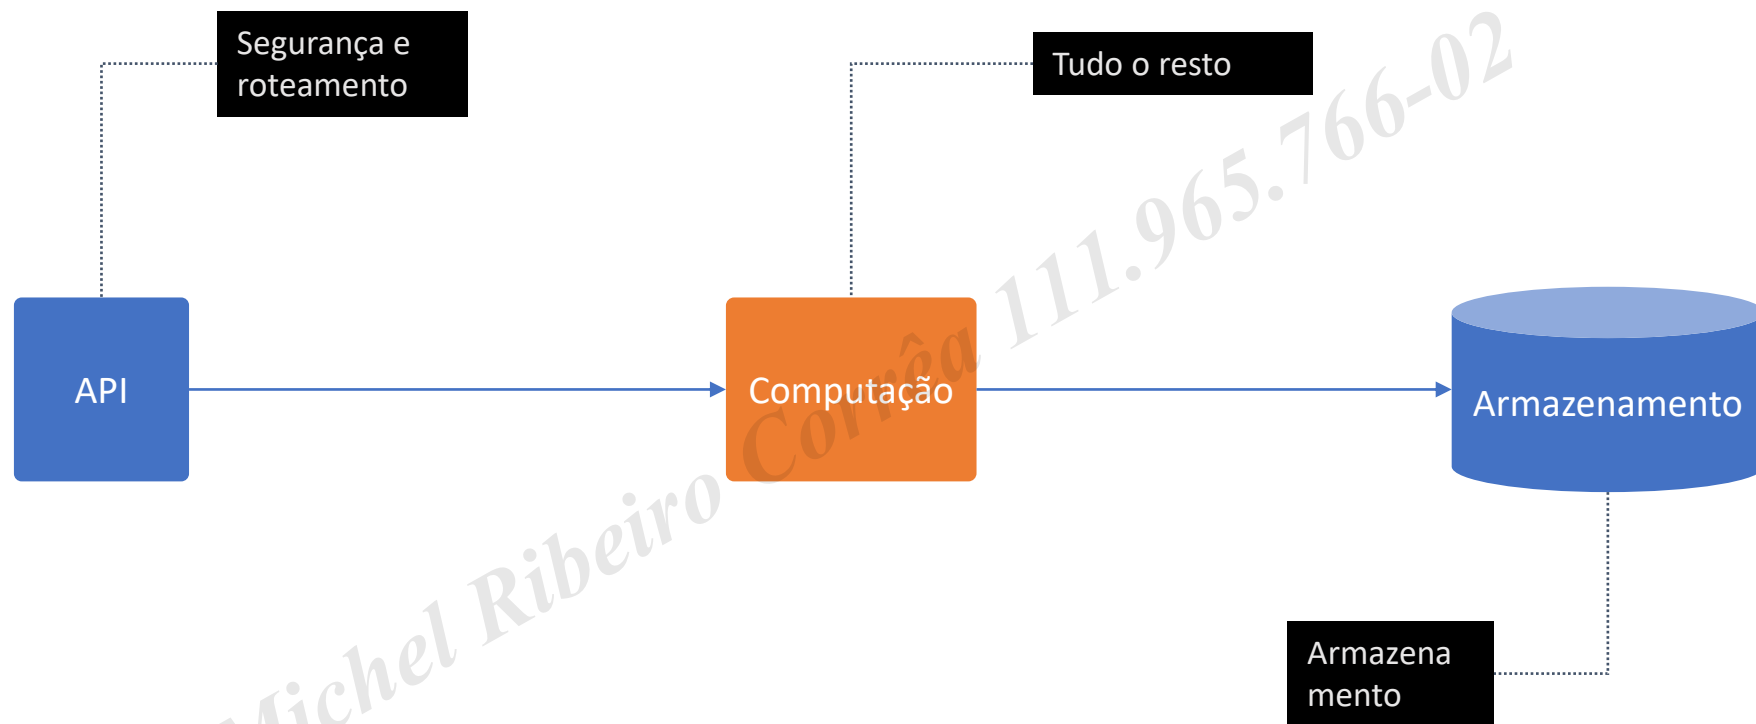 Segurança e
roteamento
Tudo o resto
API
Computação
Armazenamento
Armazena
mento
Michel Ribeiro Corrêa 111.965.766-02